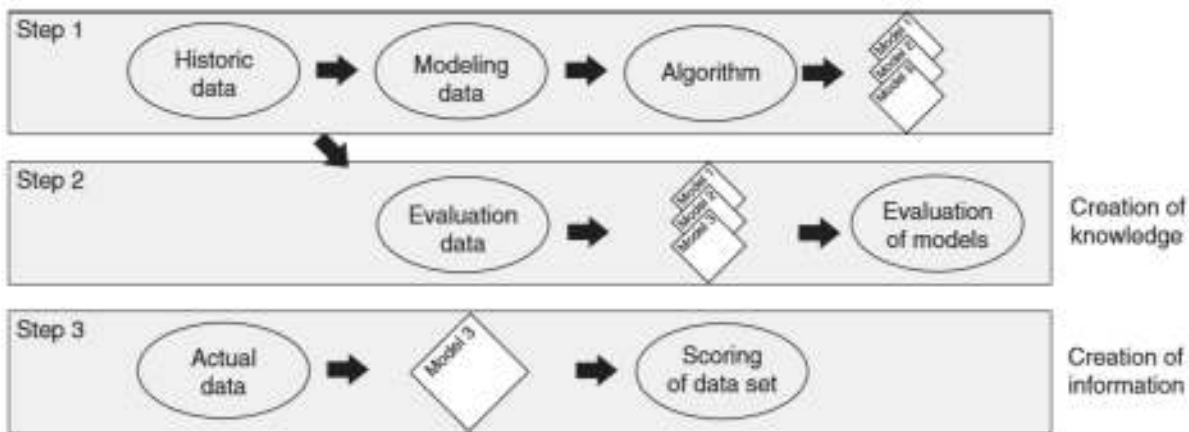 Step 1
Historic
data
Modeling
data
Algorithm
Model 1
Model 2
Model 3
Step 2
Evaluation
data
Model 1
Model 2
Model 3
Evaluation
of models
Creation of
knowledge
Step 3
Actual
data
Model 3
Scoring
of data set
Creation of
information